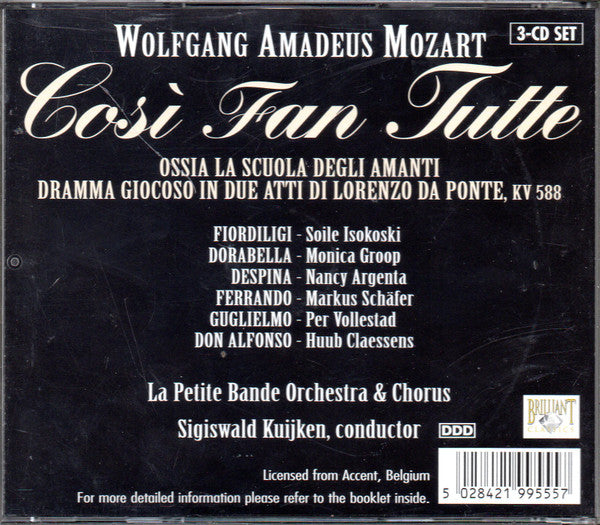 WOLFGANG AMADEUS MOZART
3-CD SET
Così Fan Tutte
OSSIA LA SCUOLA DEGLI AMANTI
DRAMMA GIOCOSO IN DUE ATTI DI LORENZO DA PONTE, KV 588
FIORDILIGI - Soile Isokoski
DORABELLA - Monica Groop
DESPINA - Nancy Argenta
FERRANDO - Markus Schäfer
GUGLIELMO - Per Vollestad
DON ALFONSO - Huub Claessens
La Petite Bande Orchestra & Chorus
Sigiswald Kuijken, conductor
DDD
BRILLIANT
CLASSICS
Licensed from Accent, Belgium
For more detailed information please refer to the booklet inside.
5 028421 995557